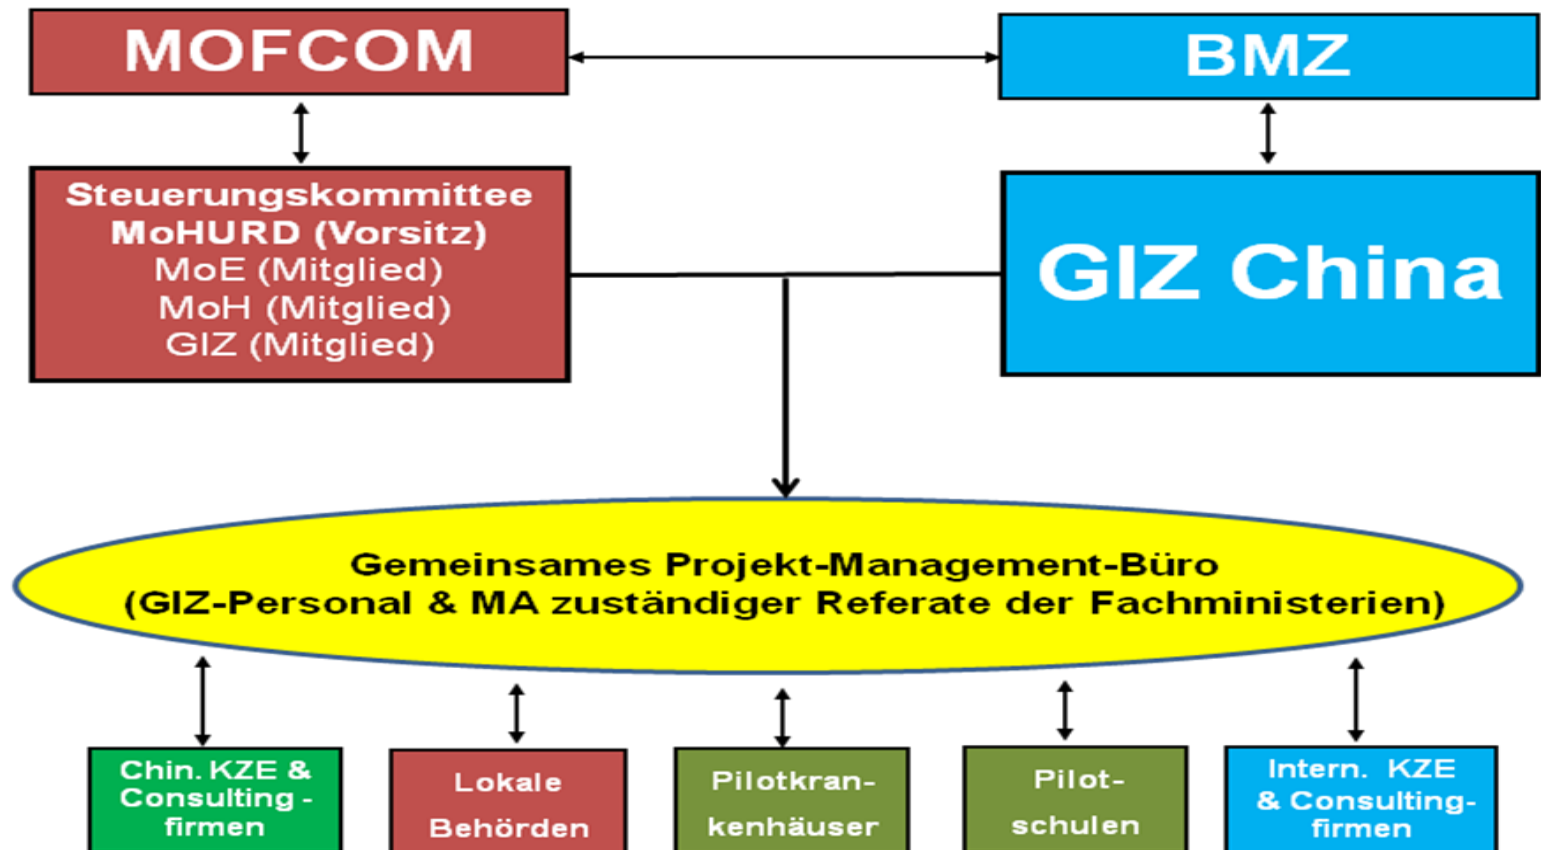 MOFCOM
BMZ
Steuerungskommittee
MoHURD (Vorsitz)
MoE (Mitglied)
MoH (Mitglied)
GIZ (Mitglied)
GIZ China
Gemeinsames Projekt-Management-Büro
(GIZ-Personal & MA zuständiger Referate der Fachministerien)
Chin. KZE &
Consulting -
firmen
Lokale
Behörden
Pilotkran-
kenhäuser
Pilot-
schulen
Intern. KZE
& Consulting-
firmen